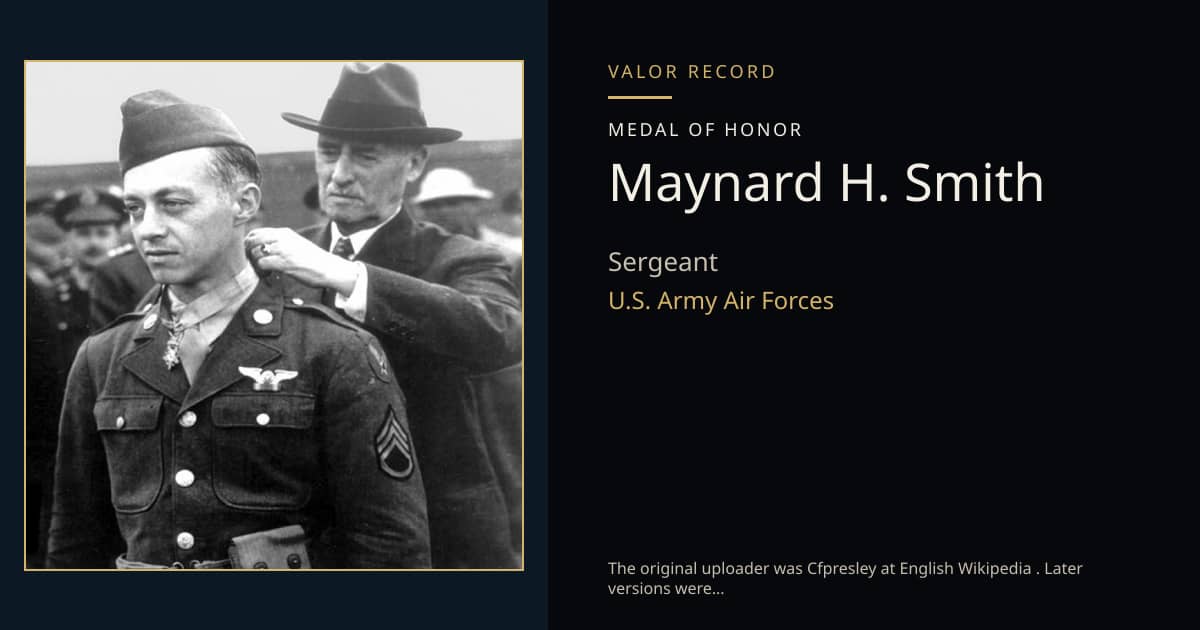 VALOR RECORD
MEDAL OF HONOR
Maynard H. Smith
Sergeant
U.S. Army Air Forces
The original uploader was Cfpresley at English Wikipedia . Later
versions were...